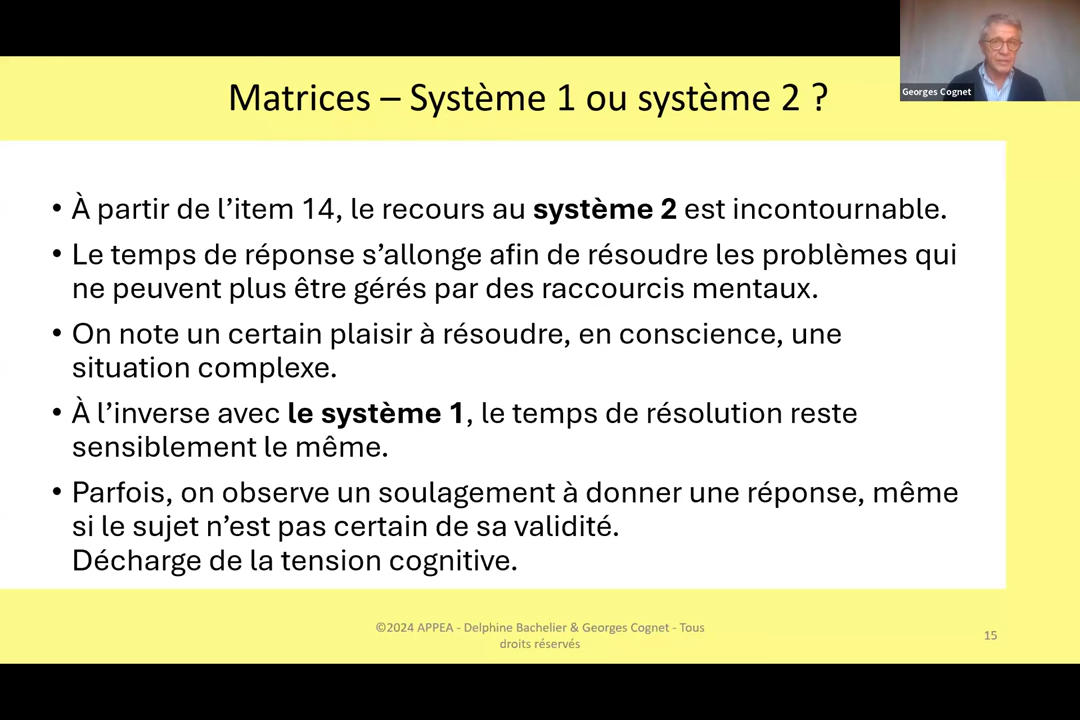 Matrices – Système 1 ou système 2 ?
Georges Cognet
• À partir de l’item 14, le recours au système 2 est incontournable.
• Le temps de réponse s’allonge afin de résoudre les problèmes qui
ne peuvent plus être gérés par des raccourcis mentaux.
• On note un certain plaisir à résoudre, en conscience, une
situation complexe.
• À l’inverse avec le système 1, le temps de résolution reste
sensiblement le même.
• Parfois, on observe un soulagement à donner une réponse, même
si le sujet n’est pas certain de sa validité.
Décharge de la tension cognitive.
©2024 APPEA - Delphine Bachelier & Georges Cognet - Tous
droits réservés
15